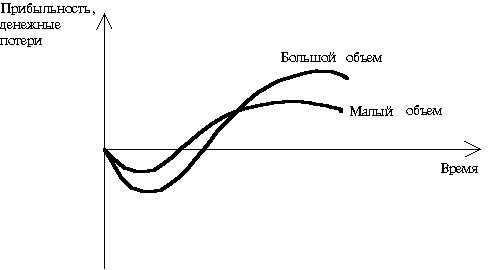 Прибыльность,
денежные
потери
Большой объем
Малый объем
Время